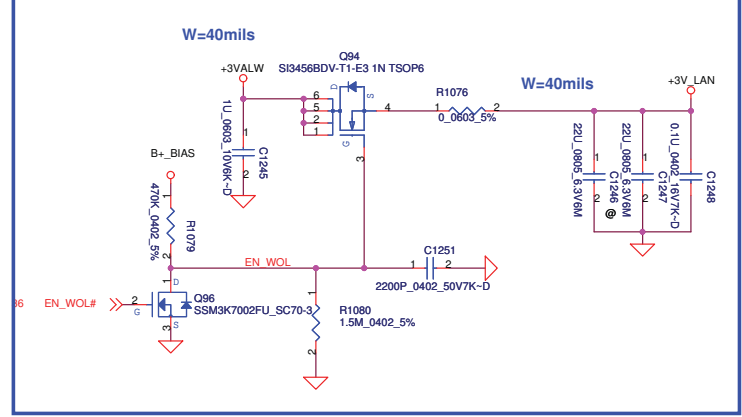 W=40mils
Q94
SI3456BDV-T1-E3 1N TSOP6
+3VALW
D
S
G
6
5
2
1
4
3
R1076
1
2
0_0603_5%
W=40mils
+3V_LAN
1U_0603_10V6K~D
1
2
C1245
22U_0805_6.3V6M
1
2
C1246
@
22U_0805_6.3V6M
1
2
C1247
0.1U_0402_16V7K~D
1
2
C1248
B+_BIAS
470K_0402_5%
1
2
R1079
EN_WOL
C1251
1
2
2200P_0402_50V7K~D
36
EN_WOL#
2
G
1
D
3
S
Q96
SSM3K7002FU_SC70-3
1
2
R1080
1.5M_0402_5%